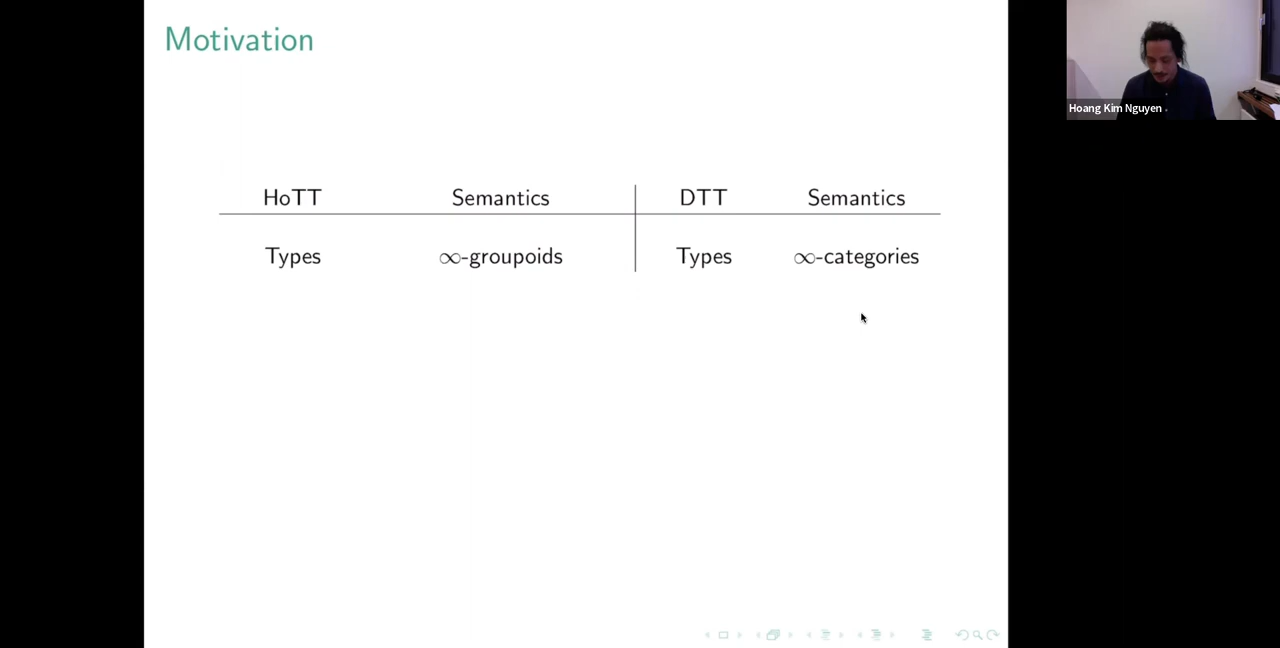 Motivation
Hoang Kim Nguyen
HoTT Semantics DTT Semantics
Types ∞-groupoids Types ∞-categories